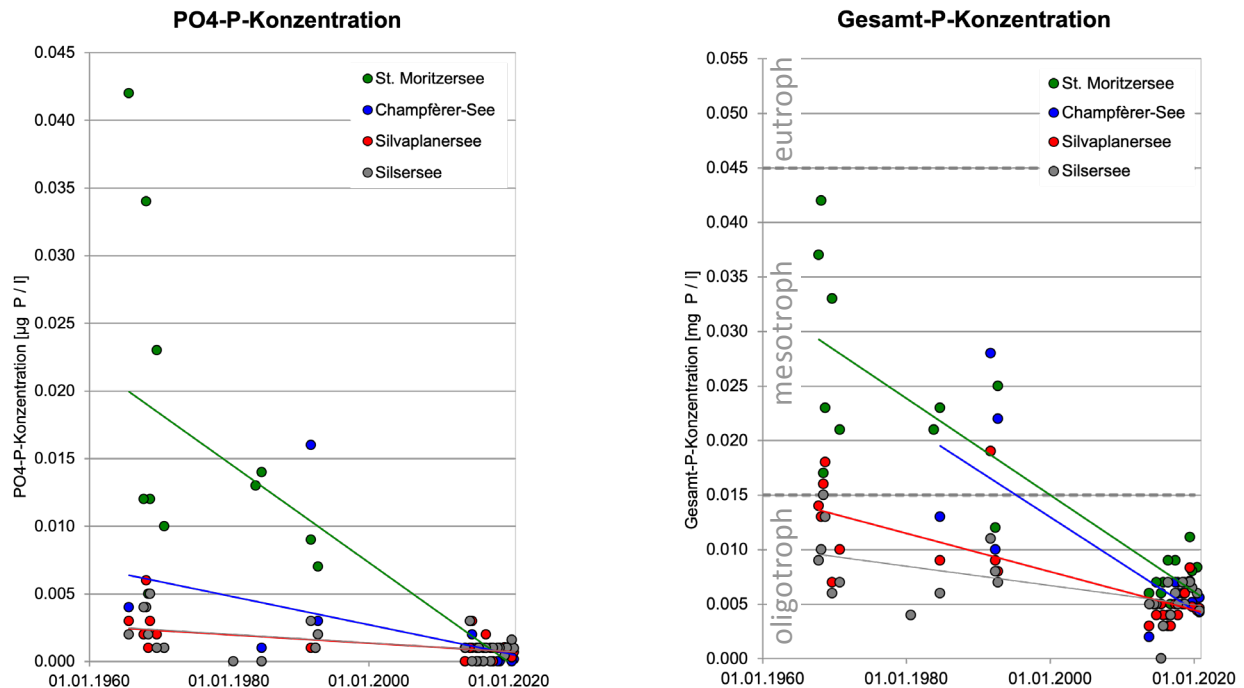 PO4-P-Konzentration
PO4-P-Konzentration [µg P / l]
0.045
0.040
0.035
0.030
0.025
0.020
0.015
0.010
0.005
0.000
St. Moritzersee
Champfèrer-See
Silvaplanersee
Silsersee
01.01.1960
01.01.1980
01.01.2000
01.01.2020
Gesamt-P-Konzentration
Gesamt-P-Konzentration [mg P / l]
0.055
0.050
0.045
0.040
0.035
0.030
0.025
0.020
0.015
0.010
0.005
0.000
eutroph
mesotroph
oligotroph
St. Moritzersee
Champfèrer-See
Silvaplanersee
Silsersee
01.01.1960
01.01.1980
01.01.2000
01.01.2020